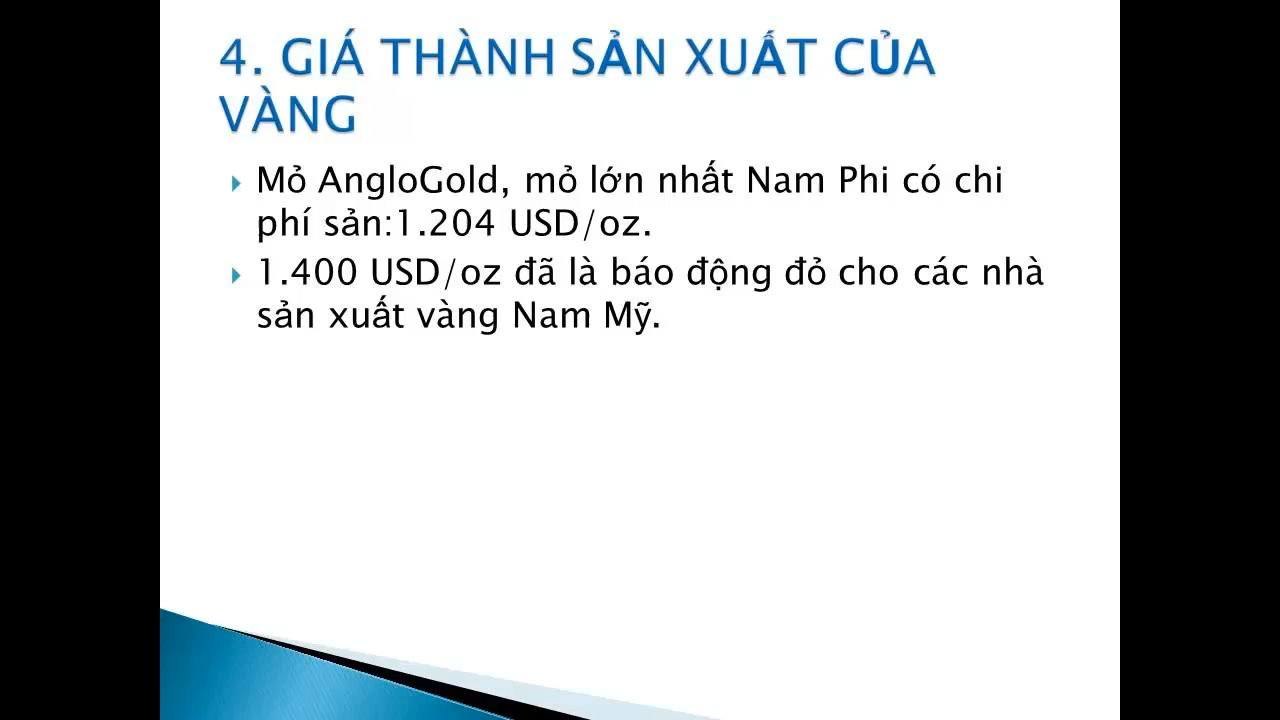 4. GIÁ THÀNH SẢN XUẤT CỦA
VÀNG
Mỏ AngloGold, mỏ lớn nhất Nam Phi có chi
phí sản:1.204 USD/oz.
1.400 USD/oz đã là báo động đỏ cho các nhà
sản xuất vàng Nam Mỹ.